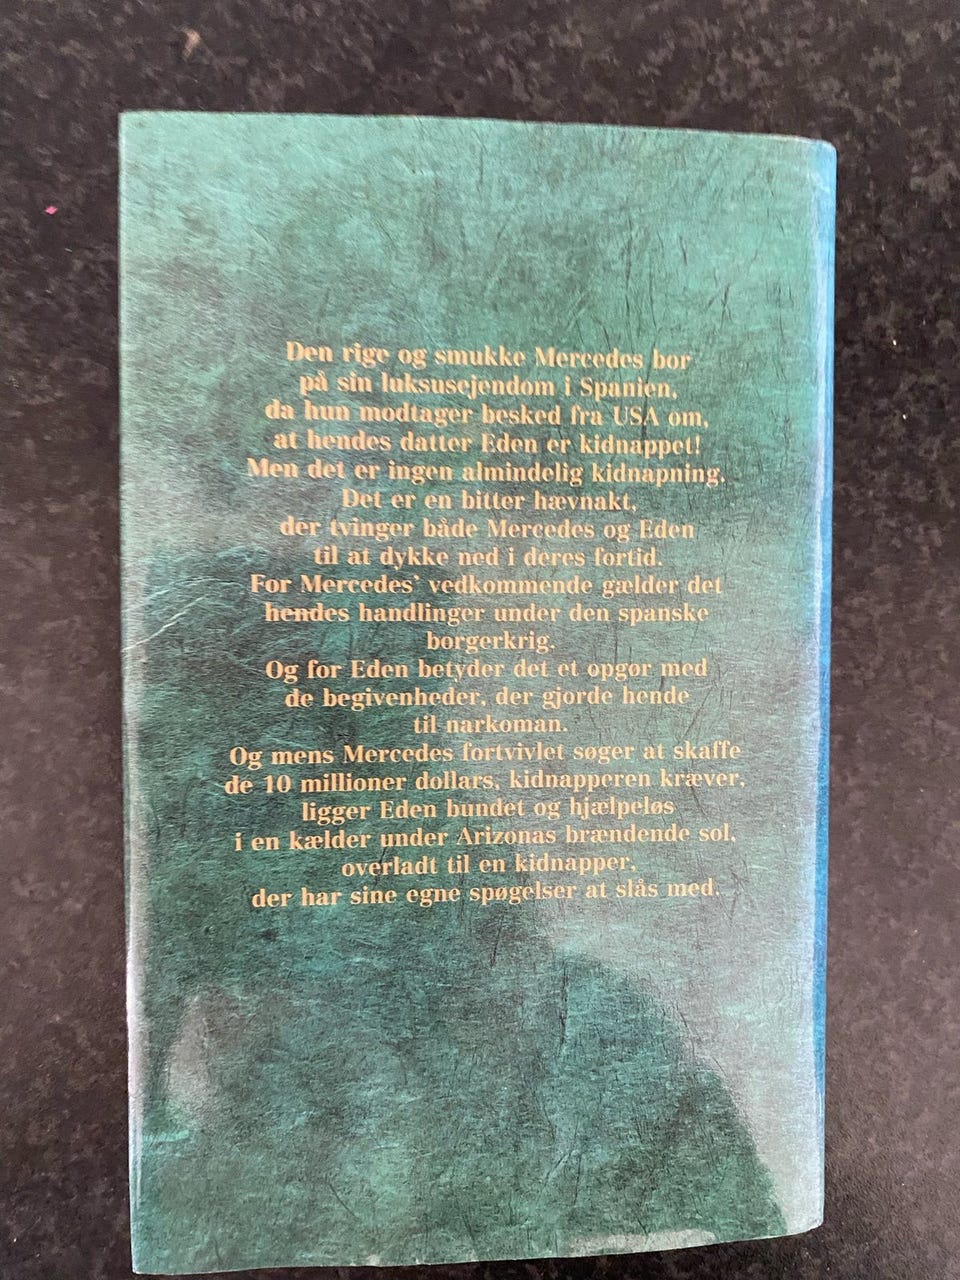 Den rige og smukke Mercedes bor
på sin luksusejendom i Spanien,
da hun modtager besked fra USA om,
at hendes datter Eden er kidnappet!
Men det er ingen almindelig kidnapning.
Det er en bitter hævnakt,
der tvinger både Mercedes og Eden
til at dykke ned i deres fortid.
For Mercedes' vedkommende gælder det
hendes handlinger under den spanske
borgerkrig.
Og for Eden betyder det et opgør med
de begivenheder, der gjorde hende
til narkoman.
Og mens Mercedes fortvivlet søger at skaffe
de 10 millioner dollars, kidnapperen kræver,
ligger Eden bundet og hjælpeløs
i en kælder under Arizonas brændende sol,
overladt til en kidnapper,
der har sine egne spøgelser at slås med.